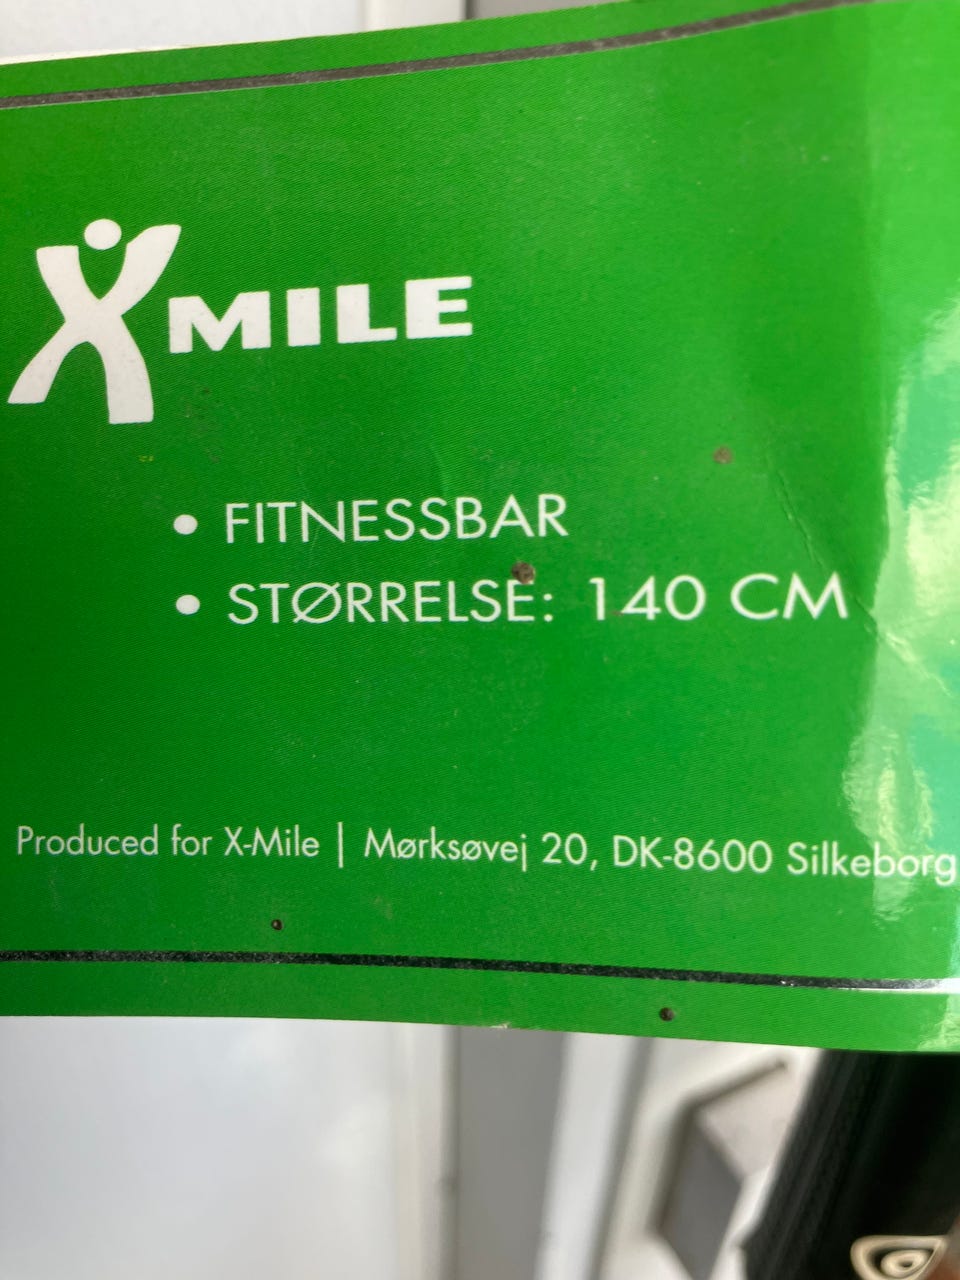 XMILE
• FITNESSBAR
• STØRRELSE: 140 CM
Produced for X-Mile | Mørksøvej 20, DK-8600 Silkeborg